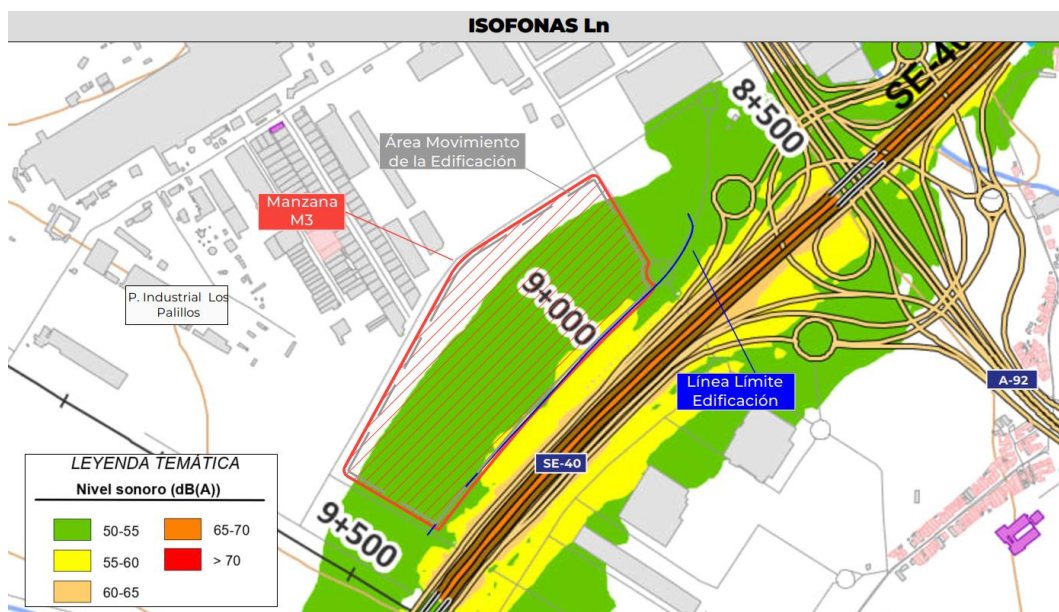 ISOFONAS Ln
SE-40
8+500
Área Movimiento
de la Edificación
Manzana
M3
9+000
P. Industrial Los
Palillos
Línea Límite
Edificación
A-92
SE-40
9+500
LEYENDA TEMÁTICA
Nivel sonoro (dB(A))
50-55
65-70
55-60
> 70
60-65